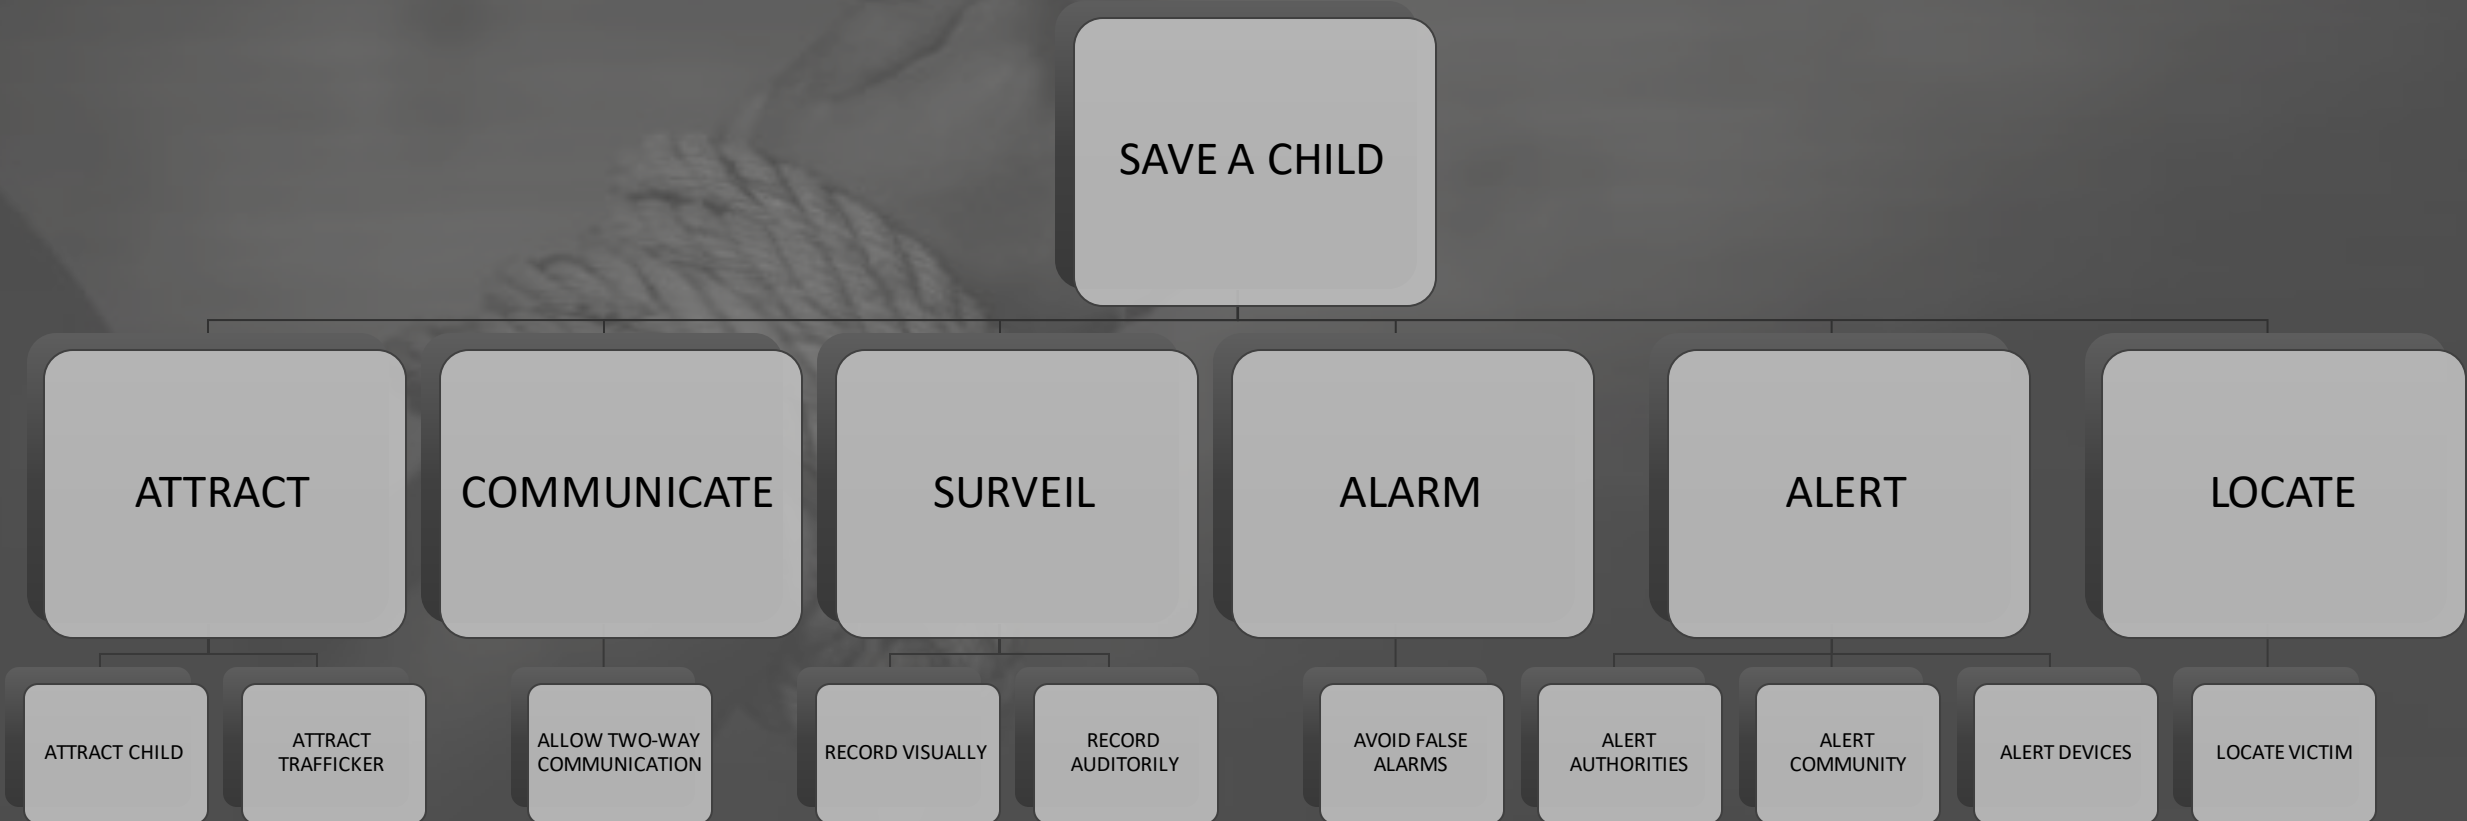 SAVE A CHILD
ATTRACT
COMMUNICATE
SURVEIL
ALARM
ALERT
LOCATE
ATTRACT CHILD
ATTRACT
TRAFFICKER
ALLOW TWO-WAY
COMMUNICATION
RECORD VISUALLY
RECORD
AUDITORILY
AVOID FALSE
ALARMS
ALERT
AUTHORITIES
ALERT
COMMUNITY
ALERT DEVICES
LOCATE VICTIM